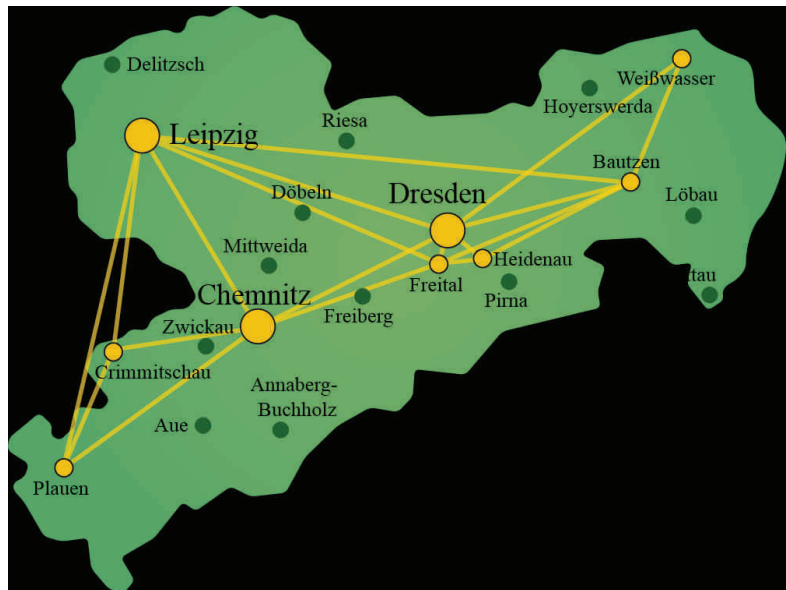 Delitzsch
Weißwasser
Hoyerswerda
Leipzig
Riesa
Bautzen
Döbeln
Dresden
Löbau
Mittweida
Heidenau
Freital
ttau
Pirna
Chemnitz
Freiberg
Zwickau
Crimmitschau
Annaberg-
Buchholz
Aue
Plauen